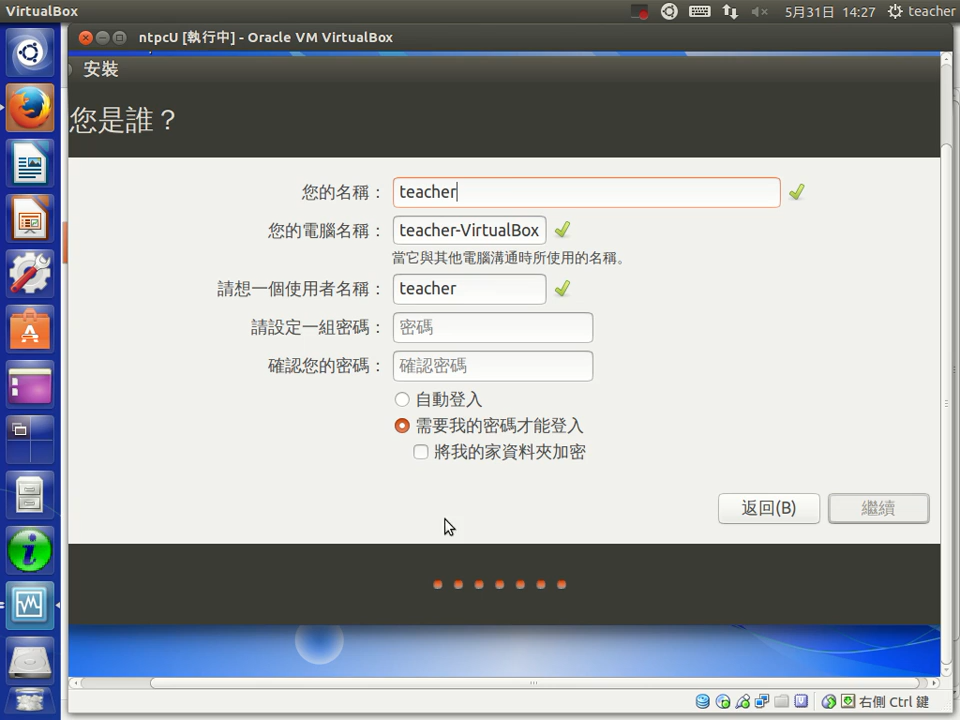 VirtualBox
5月31日 14:27 teacher
ntpcU [執行中] - Oracle VM VirtualBox
安裝
您是誰？
您的名稱： teacher
您的電腦名稱： teacher-VirtualBox
當它與其他電腦溝通時所使用的名稱。
請想一個使用者名稱： teacher
請設定一組密碼： 密碼
確認您的密碼： 確認密碼
自動登入
需要我的密碼才能登入
將我的家資料夾加密
返回(B) 繼續
右側 Ctrl 鍵